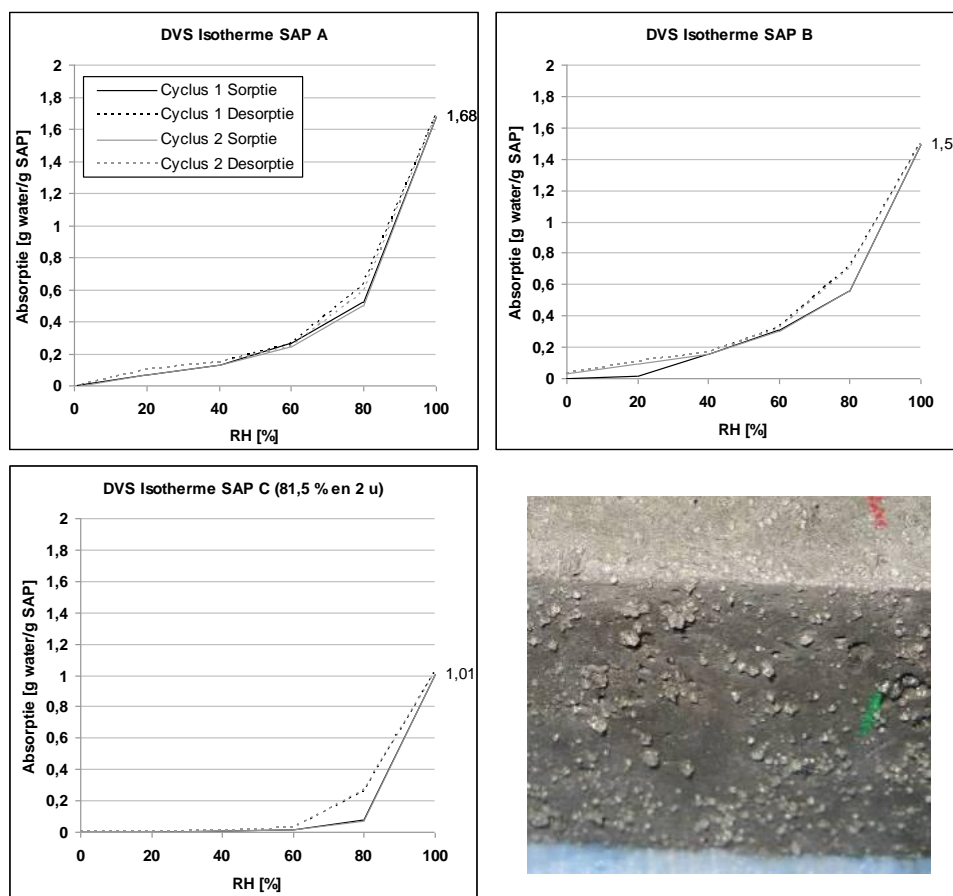 DVS Isotherme SAP A
Absorptie [g water/g SAP]
2
1,8
1,6
1,4
1,2
1
0,8
0,6
0,4
0,2
0
Cyclus 1 Sorptie
Cyclus 1 Desorptie
Cyclus 2 Sorptie
Cyclus 2 Desorptie
1,68
0 20 40 60 80 100
RH [%]
DVS Isotherme SAP B
Absorptie [g water/g SAP]
2
1,8
1,6
1,4
1,2
1
0,8
0,6
0,4
0,2
0
1,5
0 20 40 60 80 100
RH [%]
DVS Isotherme SAP C (81,5 % en 2 u)
Absorptie [g water/g SAP]
2
1,8
1,6
1,4
1,2
1
0,8
0,6
0,4
0,2
0
1,01
0 20 40 60 80 100
RH [%]